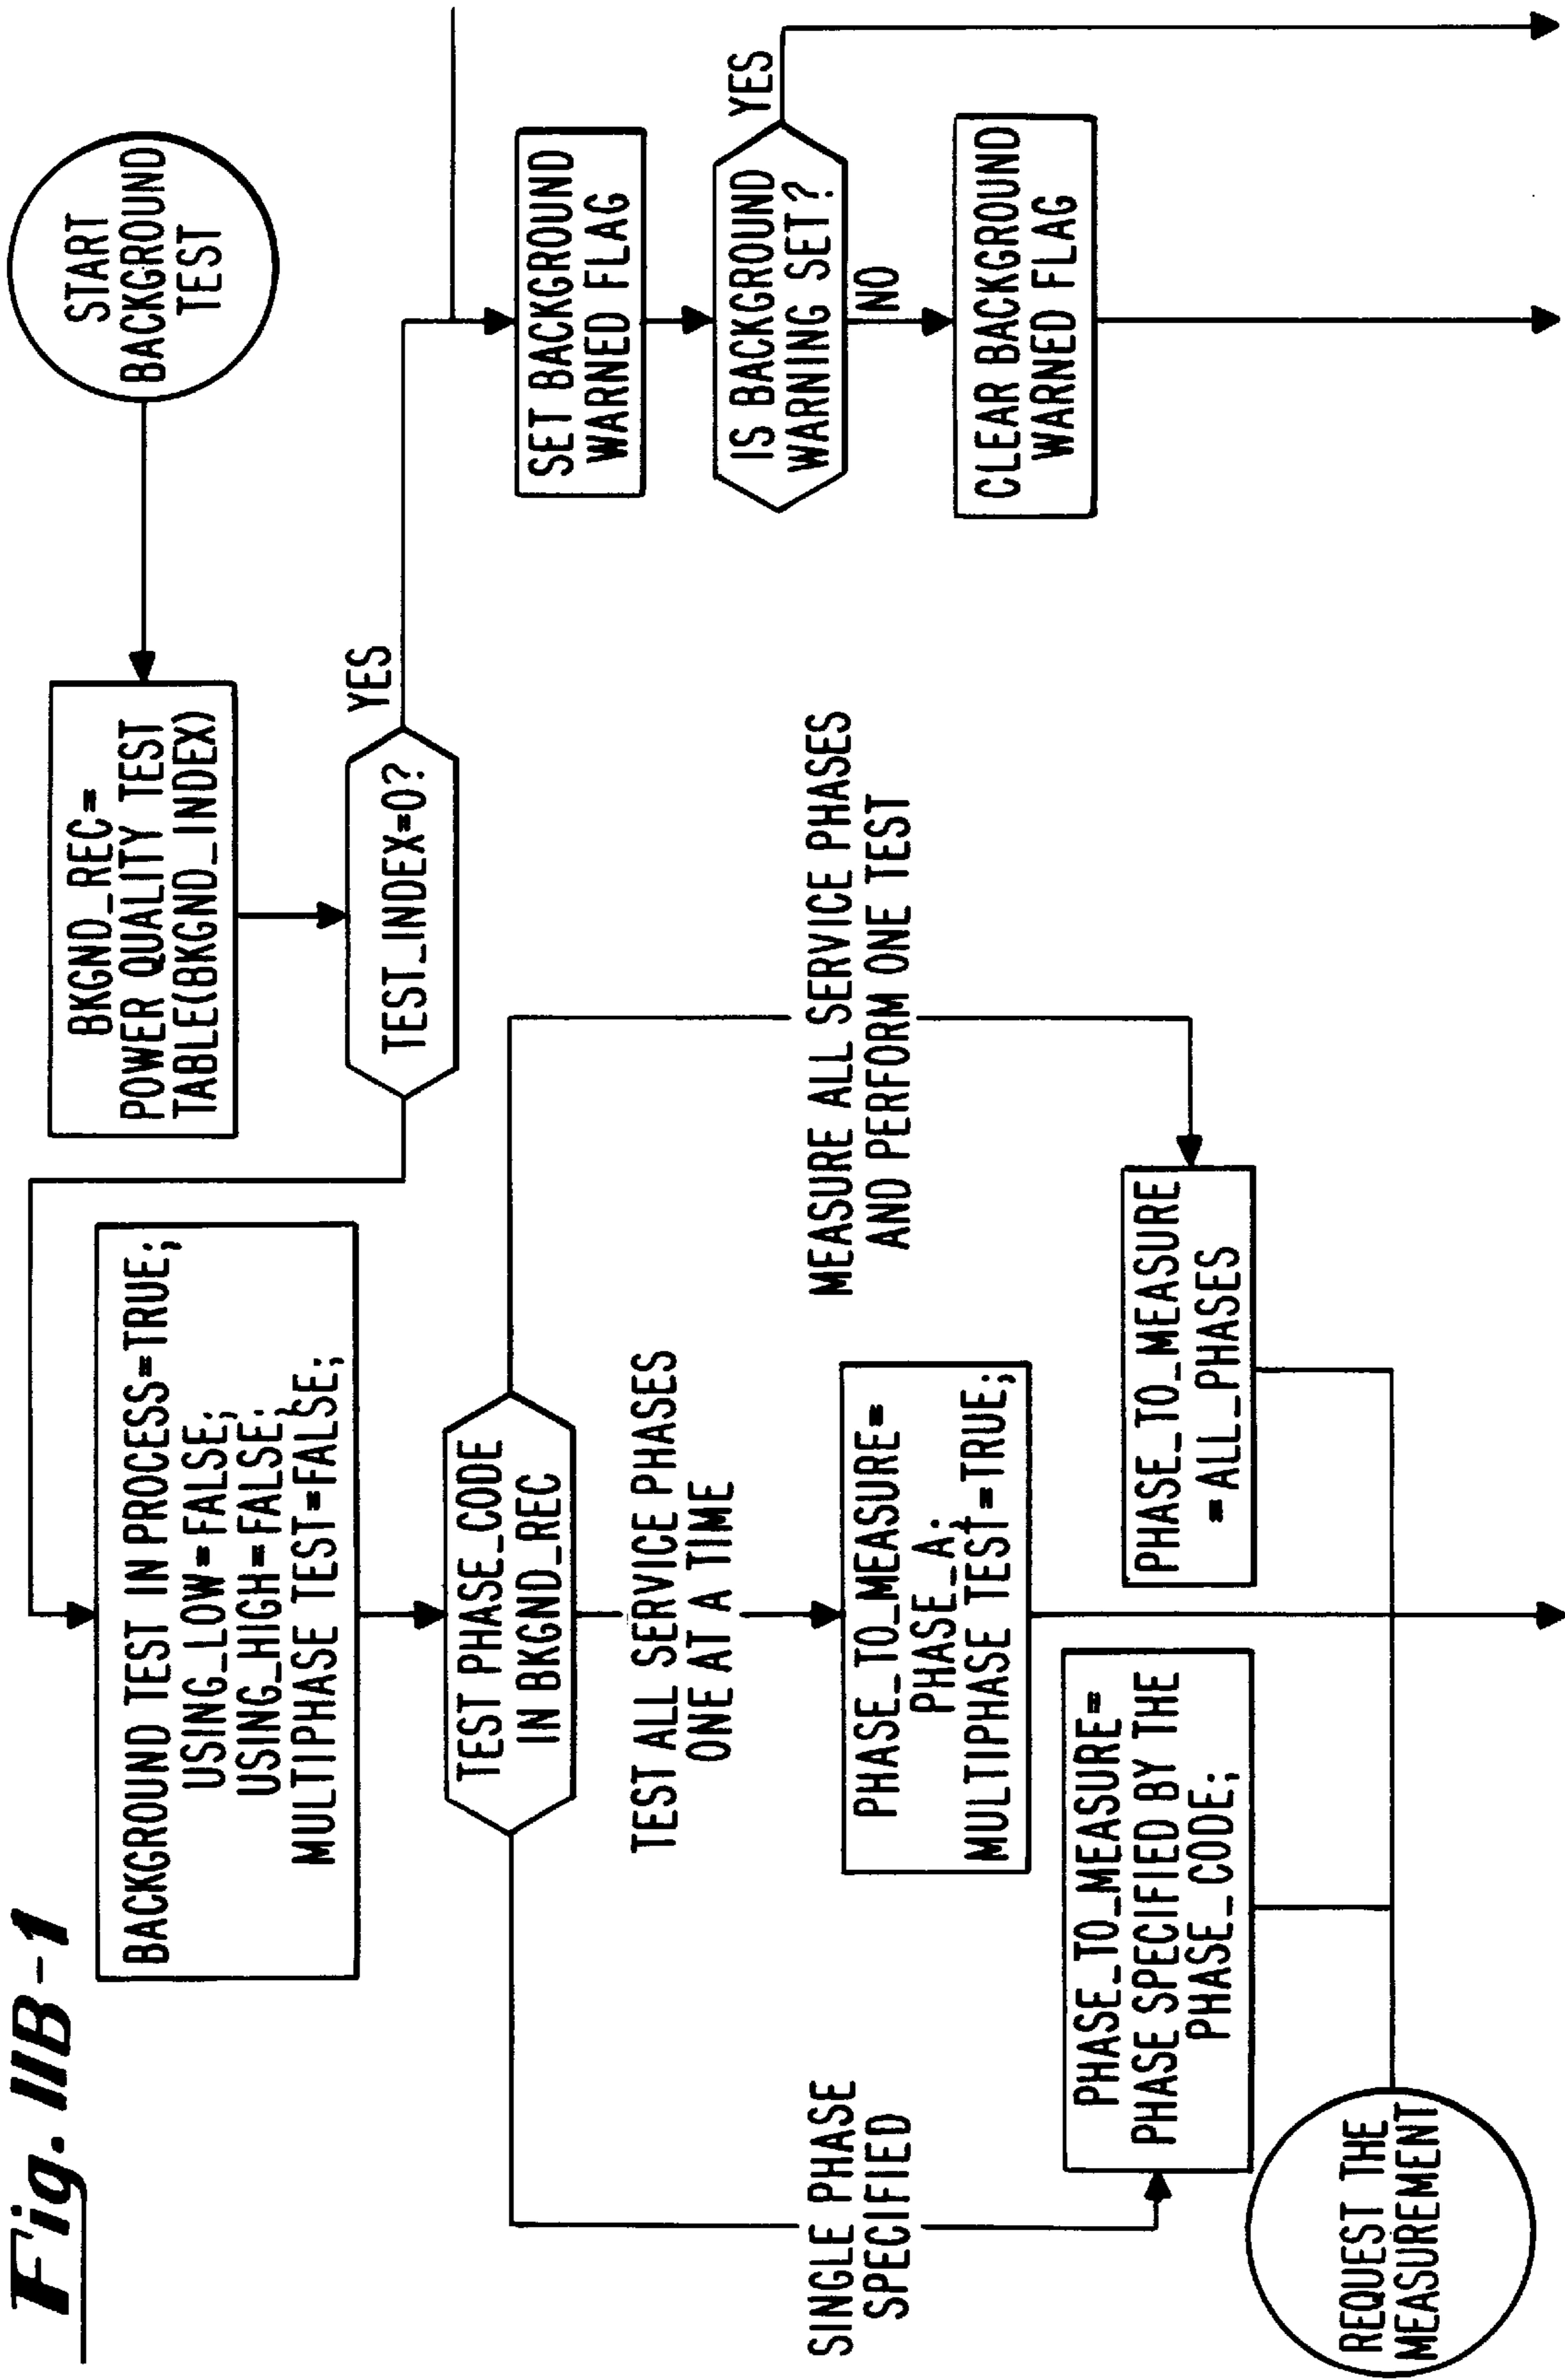 Fig. IIB-1
START
BACKGROUND
TEST
BKGND_REC=
POWER QUALITY TEST
TABLE(BKGND_INDEX)
TEST_INDEX=0?
YES
BACKGROUND TEST IN PROCESS=TRUE;
USING_LOW=FALSE;
USING_HIGH=FALSE;
MULTIPHASE TEST=FALSE;
SET BACKGROUND
WARNED FLAG
TEST PHASE_CODE
IN BKGND_REC
IS BACKGROUND
WARNING SET?
YES
NO
CLEAR BACKGROUND
WARNED FLAG
SINGLE PHASE
SPECIFIED
TEST ALL SERVICE PHASES
ONE AT A TIME
MEASURE ALL SERVICE PHASES
AND PERFORM ONE TEST
PHASE_TO_MEASURE=
PHASE_A;
MULTIPHASE TEST=TRUE;
PHASE_TO_MEASURE=
PHASE SPECIFIED BY THE
PHASE_CODE;
PHASE_TO_MEASURE
=ALL_PHASES
REQUEST THE
MEASUREMENT